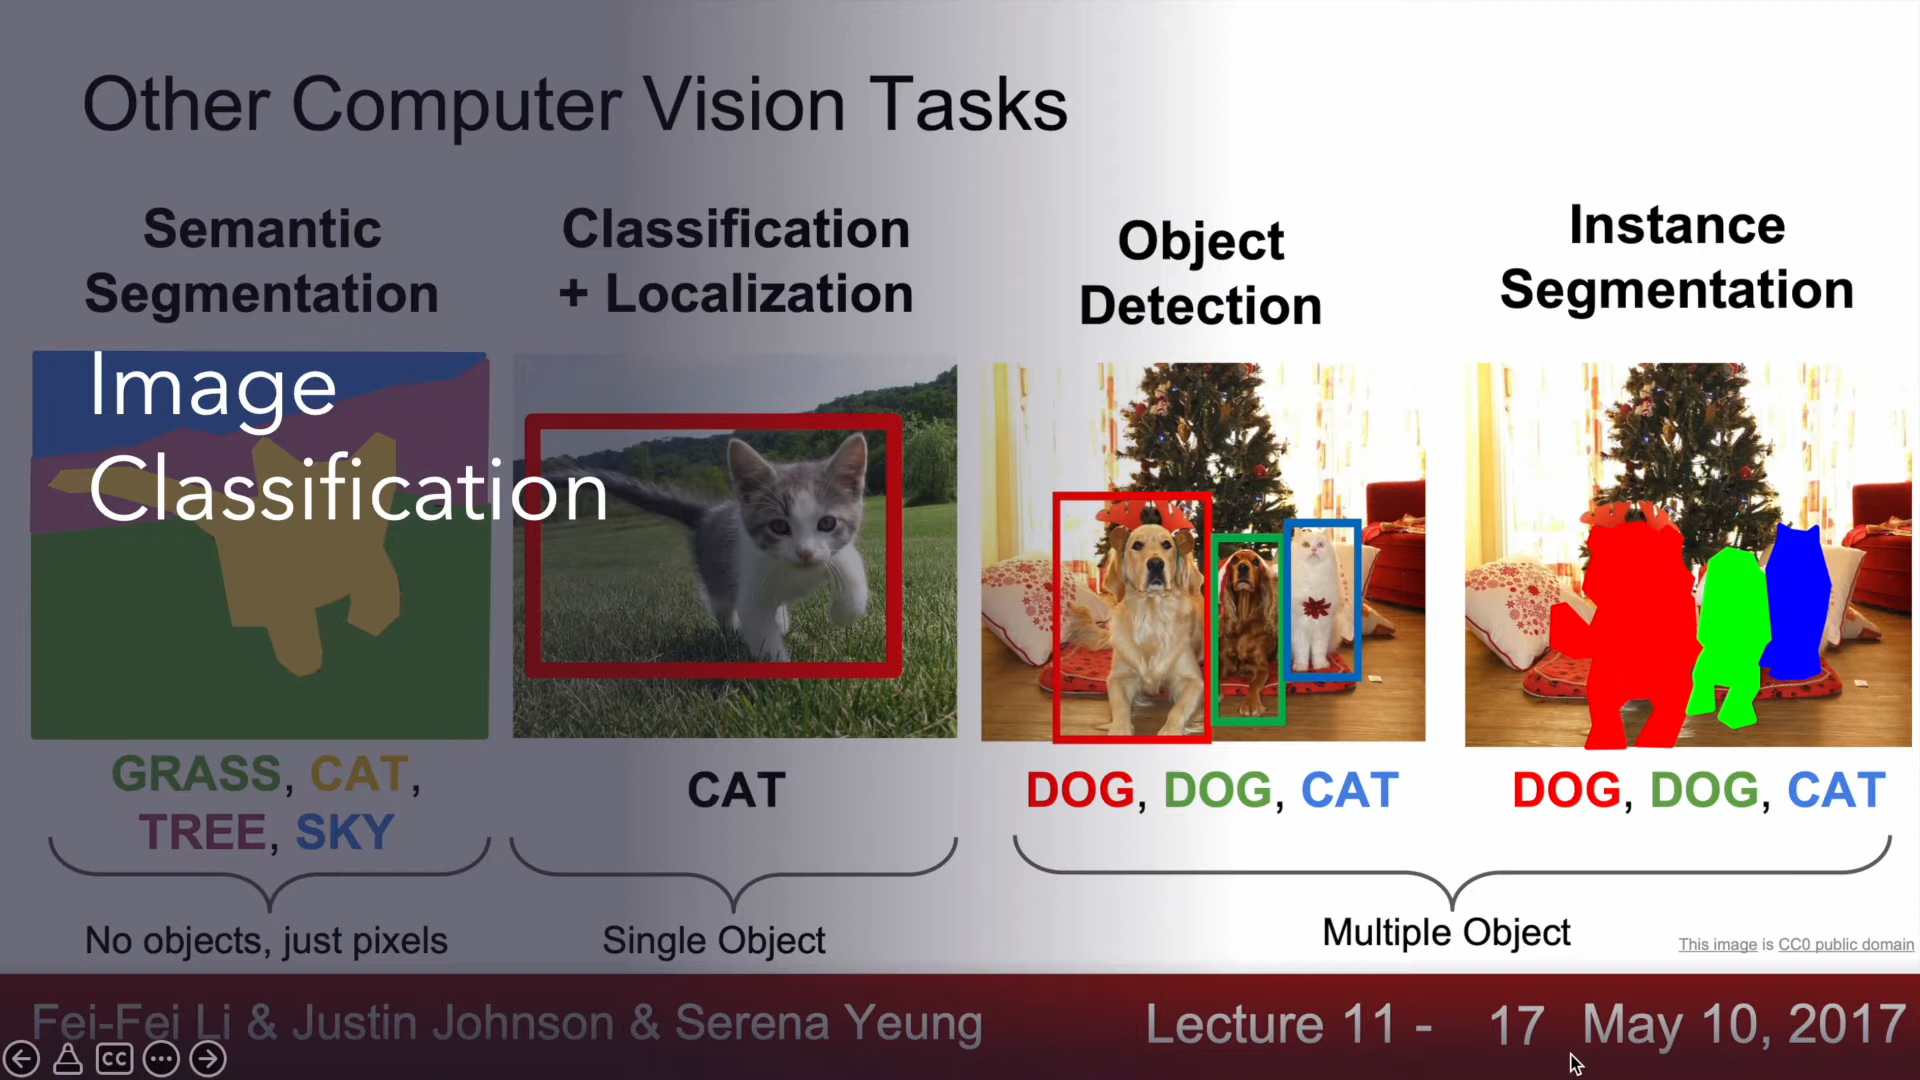 Other Computer Vision Tasks
Semantic
Segmentation
Classification
+ Localization
Object
Detection
Instance
Segmentation
Image
Classification
GRASS, CAT,
TREE, SKY
CAT
DOG, DOG, CAT
DOG, DOG, CAT
No objects, just pixels
Single Object
Multiple Object
This image is CC0 public domain
Fei-Fei Li & Justin Johnson & Serena Yeung
Lecture 11 - 17 May 10, 2017
CC